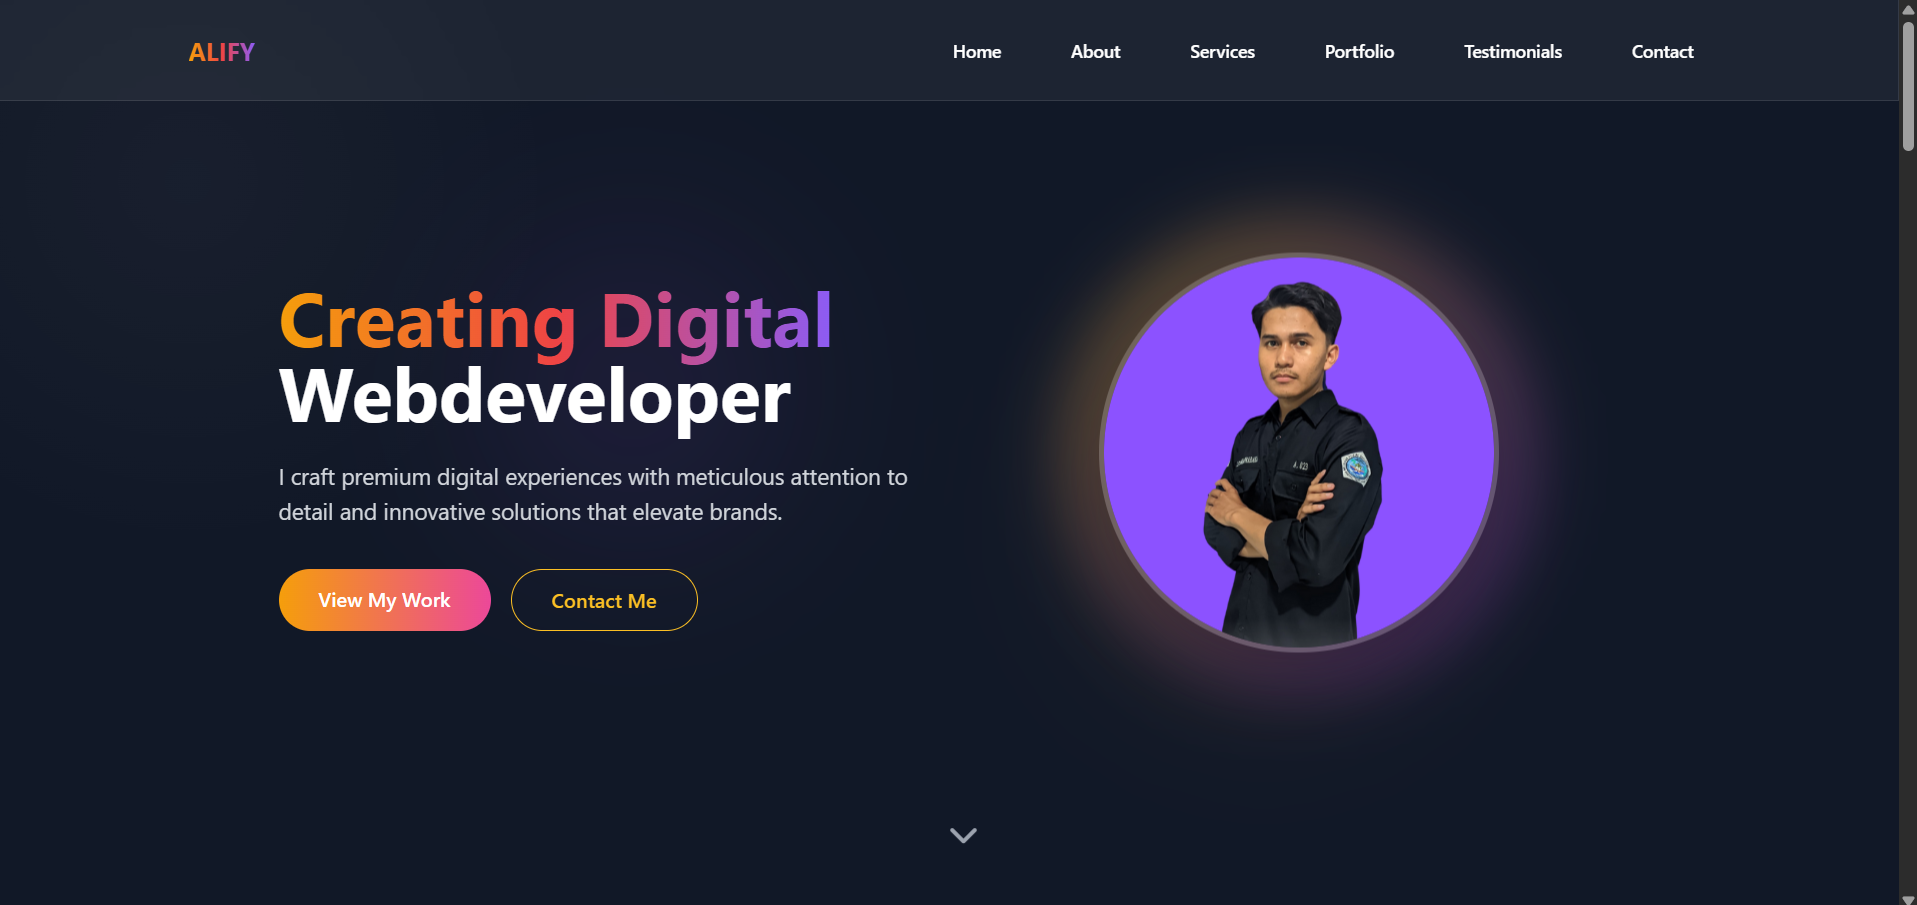 ALIFY
Home
About
Services
Portfolio
Testimonials
Contact
Creating Digital
Webdeveloper
I craft premium digital experiences with meticulous attention to
detail and innovative solutions that elevate brands.
View My Work
Contact Me